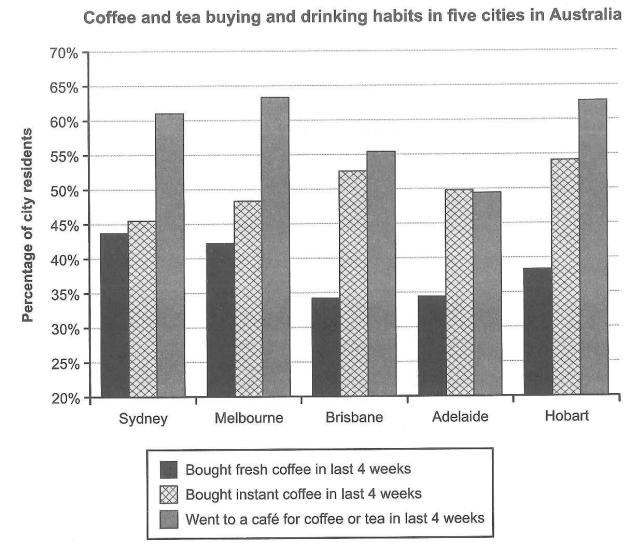 Coffee and tea buying and drinking habits in five cities in Australia
Percentage of city residents
70%
65%
60%
55%
50%
45%
40%
35%
30%
25%
20%
Sydney Melbourne Brisbane Adelaide Hobart
Bought fresh coffee in last 4 weeks
Bought instant coffee in last 4 weeks
Went to a café for coffee or tea in last 4 weeks